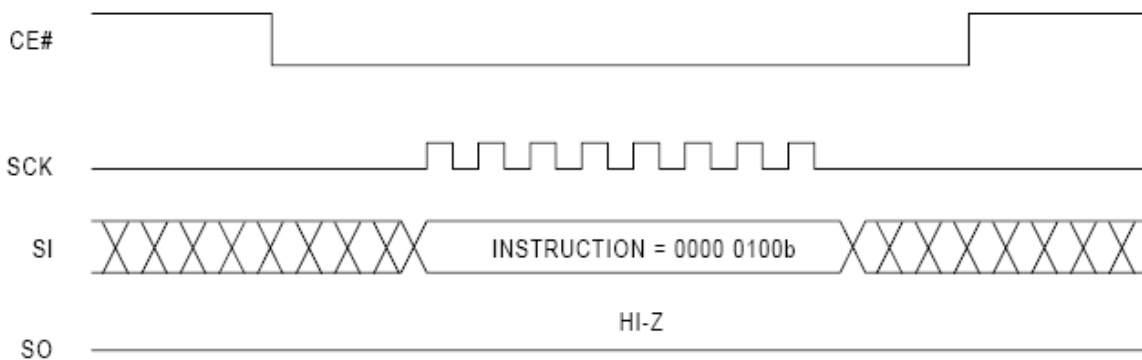 CE#
SCK
SI
INSTRUCTION = 0000 0100b
HI-Z
SO